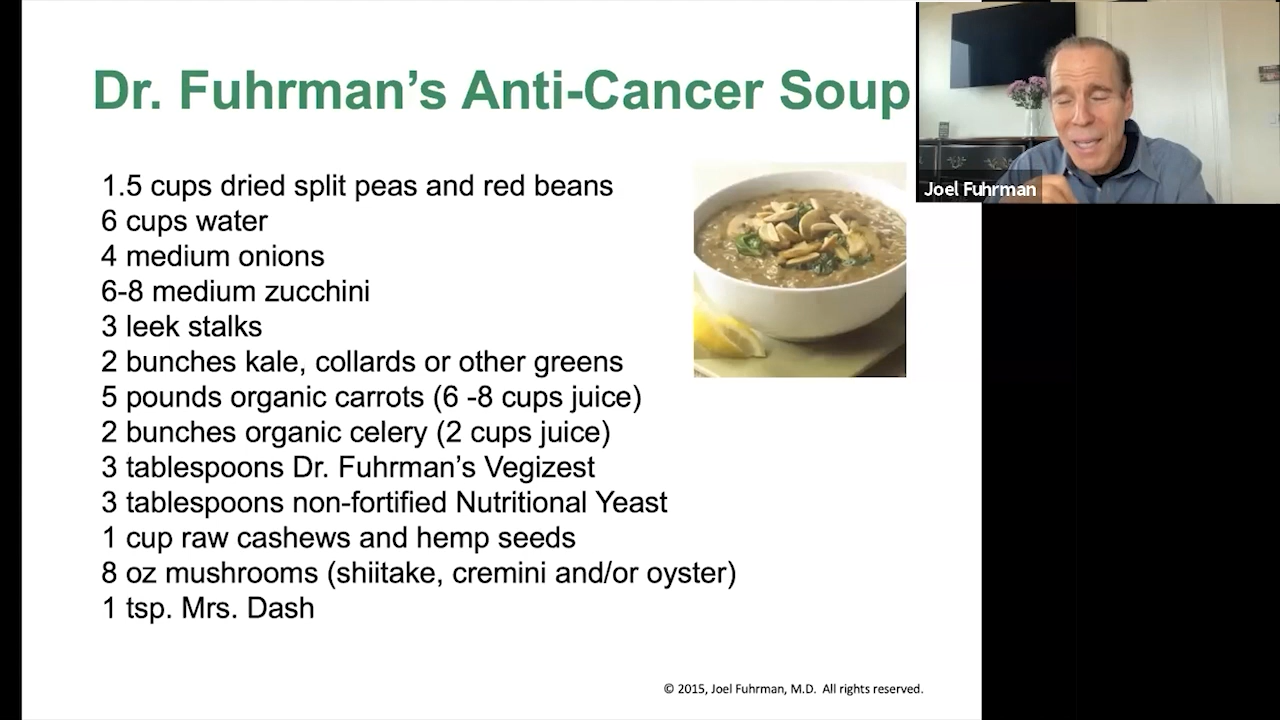 Dr. Fuhrman's Anti-Cancer Soup
Joel Fuhrman
1.5 cups dried split peas and red beans
6 cups water
4 medium onions
6-8 medium zucchini
3 leek stalks
2 bunches kale, collards or other greens
5 pounds organic carrots (6 -8 cups juice)
2 bunches organic celery (2 cups juice)
3 tablespoons Dr. Fuhrman's Vegizest
3 tablespoons non-fortified Nutritional Yeast
1 cup raw cashews and hemp seeds
8 oz mushrooms (shiitake, cremini and/or oyster)
1 tsp. Mrs. Dash
© 2015, Joel Fuhrman, M.D. All rights reserved.